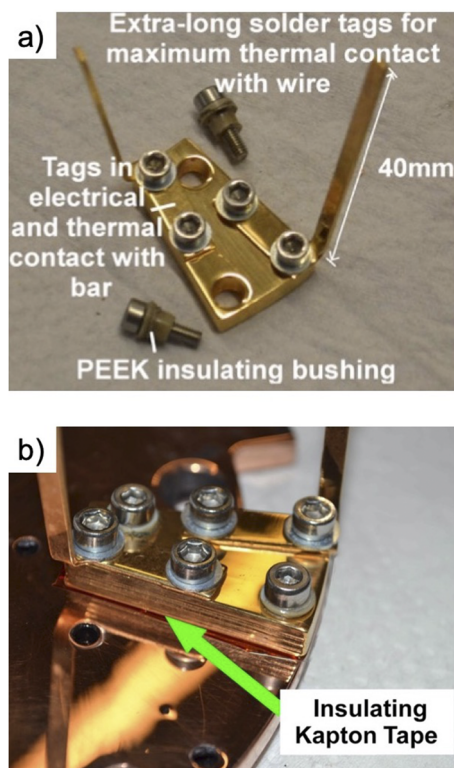 a)
Extra-long solder tags for
maximum thermal contact
with wire
40mm
Tags in
electrical
and thermal
contact with
bar
PEEK insulating bushing
b)
Insulating
Kapton Tape